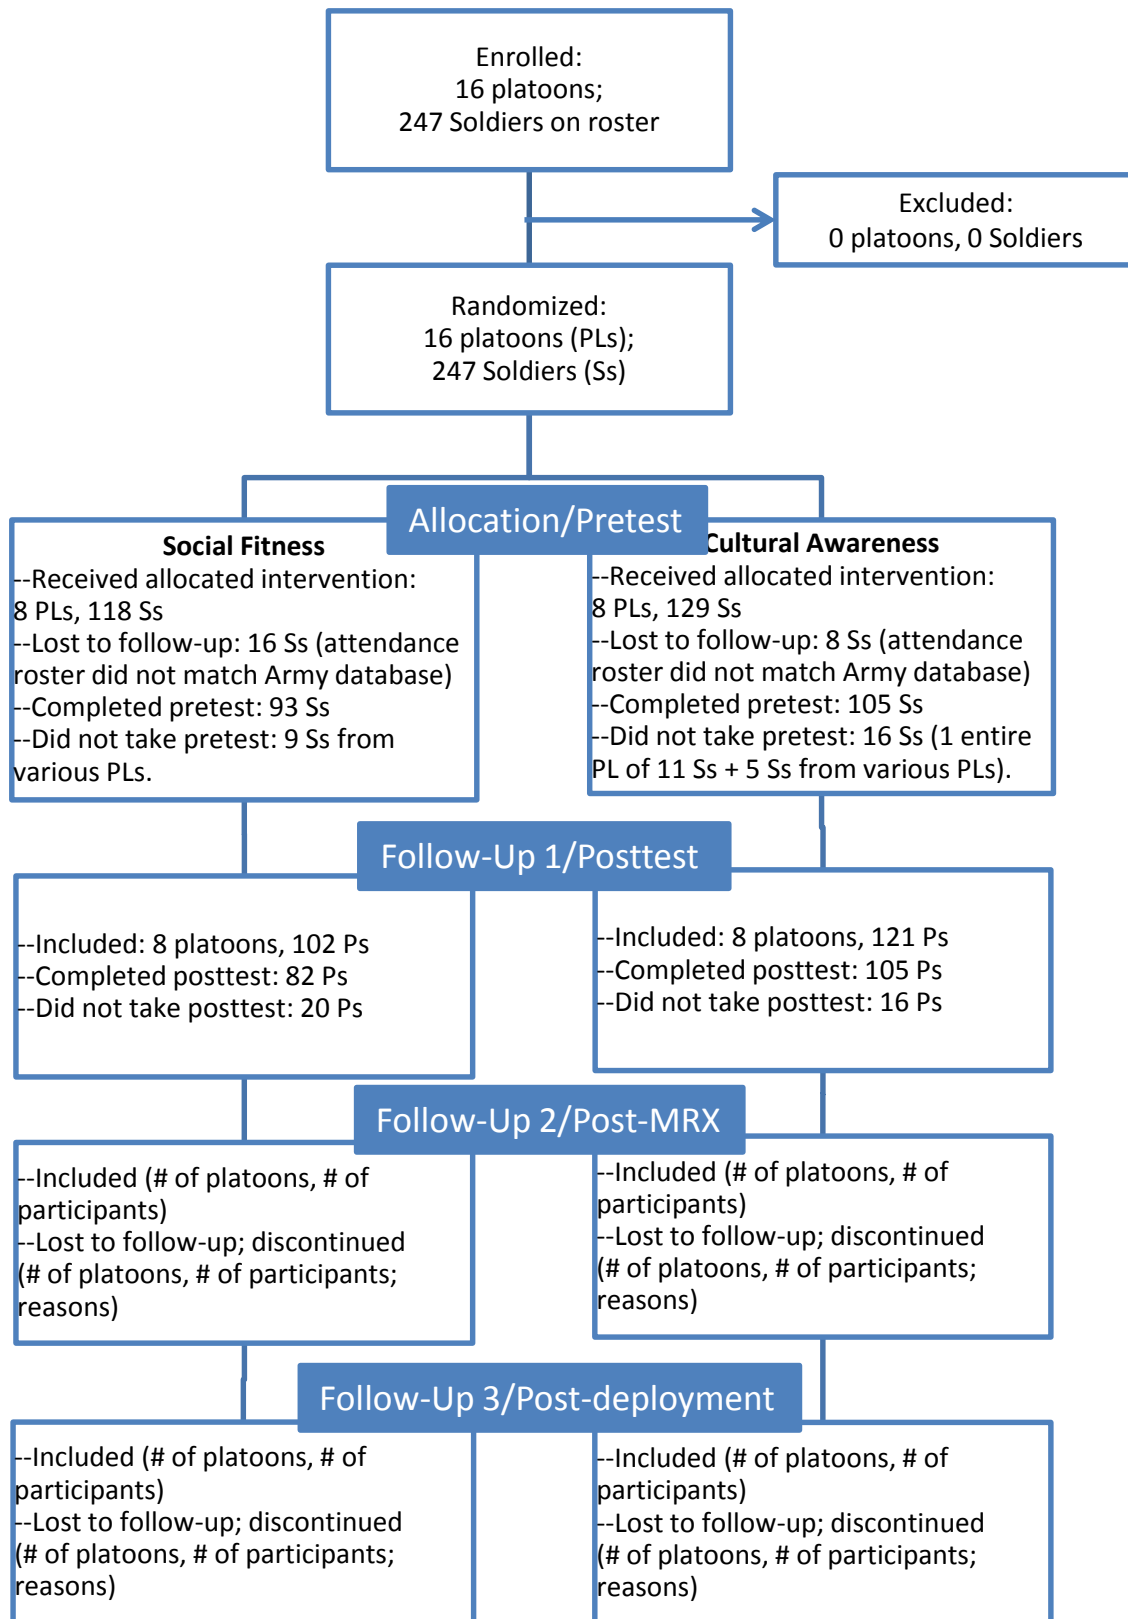 Enrolled:
16 platoons;
247 Soldiers on roster
Excluded:
0 platoons, 0 Soldiers
Randomized:
16 platoons (PLs);
247 Soldiers (Ss)
Allocation/Pretest
Social Fitness
--Received allocated intervention:
8 PLs, 118 Ss
--Lost to follow-up: 16 Ss (attendance
roster did not match Army database)
--Completed pretest: 93 Ss
--Did not take pretest: 9 Ss from
various PLs.
Cultural Awareness
--Received allocated intervention:
8 PLs, 129 Ss
--Lost to follow-up: 8 Ss (attendance
roster did not match Army database)
--Completed pretest: 105 Ss
--Did not take pretest: 16 Ss (1 entire
PL of 11 Ss + 5 Ss from various PLs).
Follow-Up 1/Posttest
--Included: 8 platoons, 102 Ps
--Completed posttest: 82 Ps
--Did not take posttest: 20 Ps
--Included: 8 platoons, 121 Ps
--Completed posttest: 105 Ps
--Did not take posttest: 16 Ps
Follow-Up 2/Post-MRX
--Included (# of platoons, # of
participants)
--Lost to follow-up; discontinued
(# of platoons, # of participants;
reasons)
--Included (# of platoons, # of
participants)
--Lost to follow-up; discontinued
(# of platoons, # of participants;
reasons)
Follow-Up 3/Post-deployment
--Included (# of platoons, # of
participants)
--Lost to follow-up; discontinued
(# of platoons, # of participants;
reasons)
--Included (# of platoons, # of
participants)
--Lost to follow-up; discontinued
(# of platoons, # of participants;
reasons)